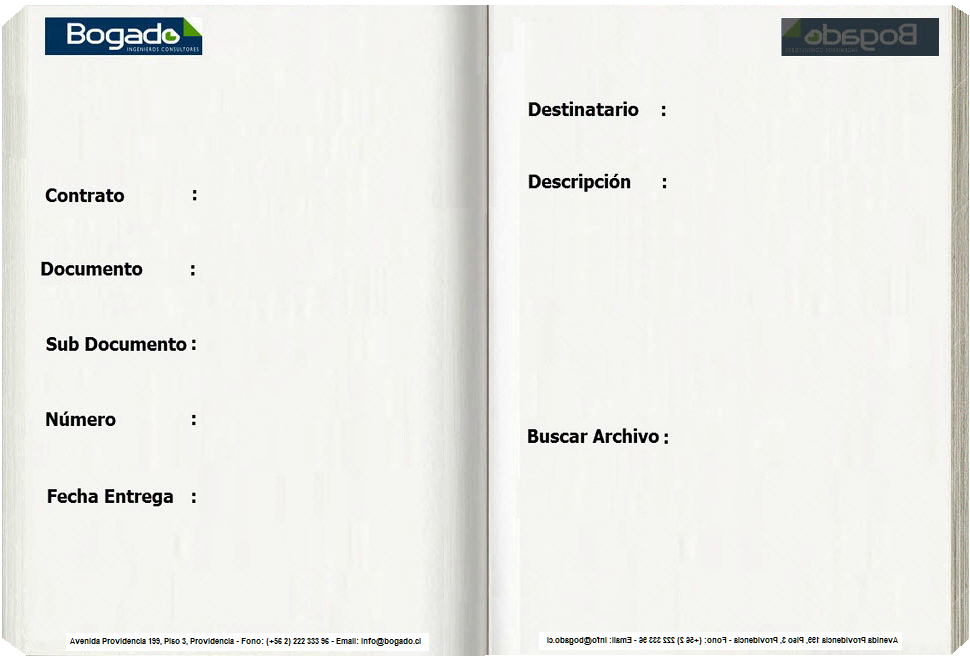 Bogado
INGENIEROS CONSULTORES
Contrato :
Documento :
Sub Documento :
Número :
Fecha Entrega :
Avenida Providencia 199, Piso 3, Providencia - Fono: (+56 2) 222 333 96 - Email: info@bogado.cl
Bogado
INGENIEROS CONSULTORES
Destinatario :
Descripción :
Buscar Archivo :
Avenida Providencia 199, Piso 3, Providencia - Fono: (+56 2) 222 333 96 - Email: info@bogado.cl